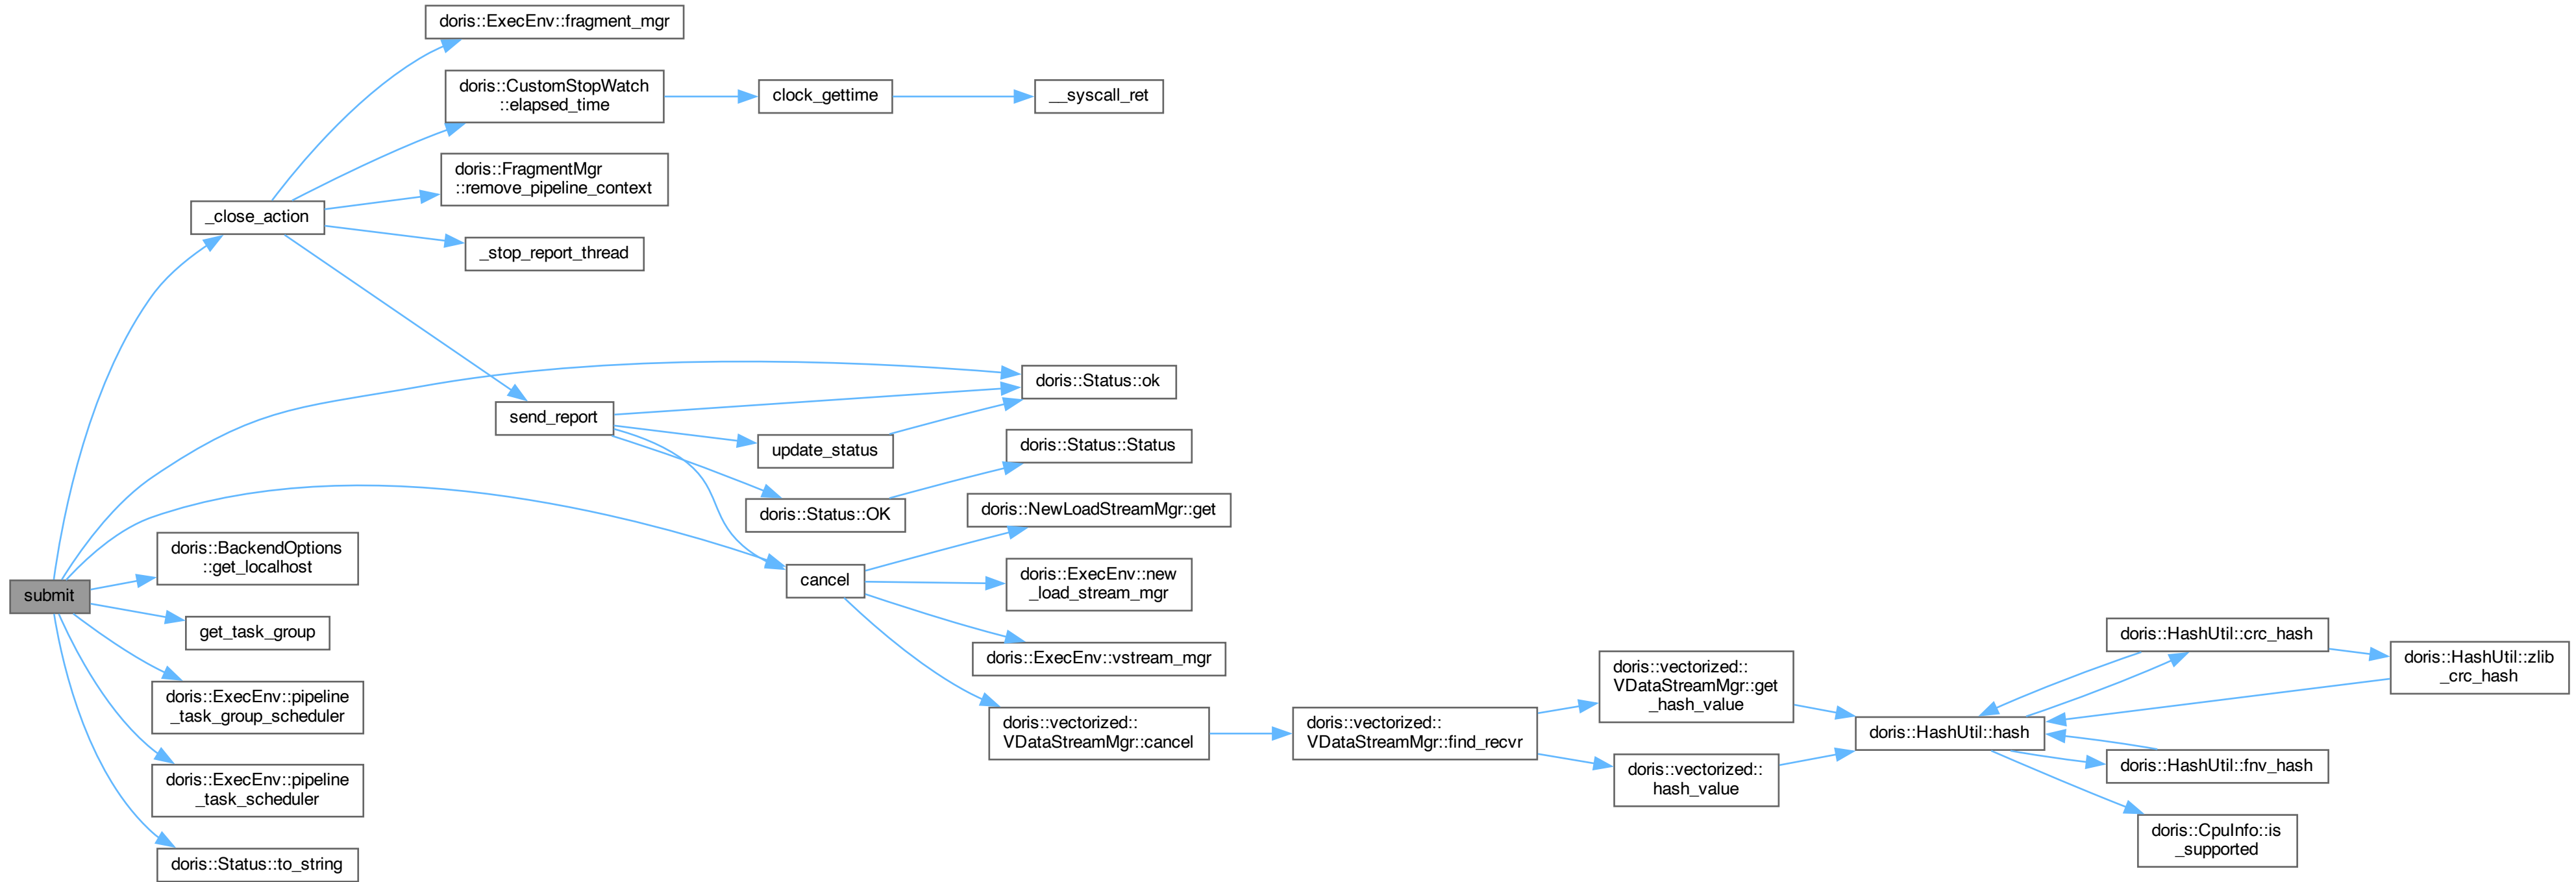 doris::ExecEnv::fragment_mgr
doris::CustomStopWatch
::elapsed_time
clock_gettime
__syscall_ret
doris::FragmentMgr
::remove_pipeline_context
_close_action
_stop_report_thread
doris::Status::ok
send_report
update_status
doris::Status::Status
doris::Status::OK
doris::NewLoadStreamMgr::get
doris::BackendOptions
::get_localhost
submit
cancel
doris::ExecEnv::new
_load_stream_mgr
get_task_group
doris::ExecEnv::vstream_mgr
doris::HashUtil::crc_hash
doris::HashUtil::zlib
_crc_hash
doris::ExecEnv::pipeline
_task_group_scheduler
doris::vectorized::
VDataStreamMgr::get
_hash_value
doris::vectorized::
VDataStreamMgr::cancel
doris::vectorized::
VDataStreamMgr::find_recvr
doris::HashUtil::hash
doris::ExecEnv::pipeline
_task_scheduler
doris::vectorized::
hash_value
doris::HashUtil::fnv_hash
doris::CpuInfo::is
_supported
doris::Status::to_string